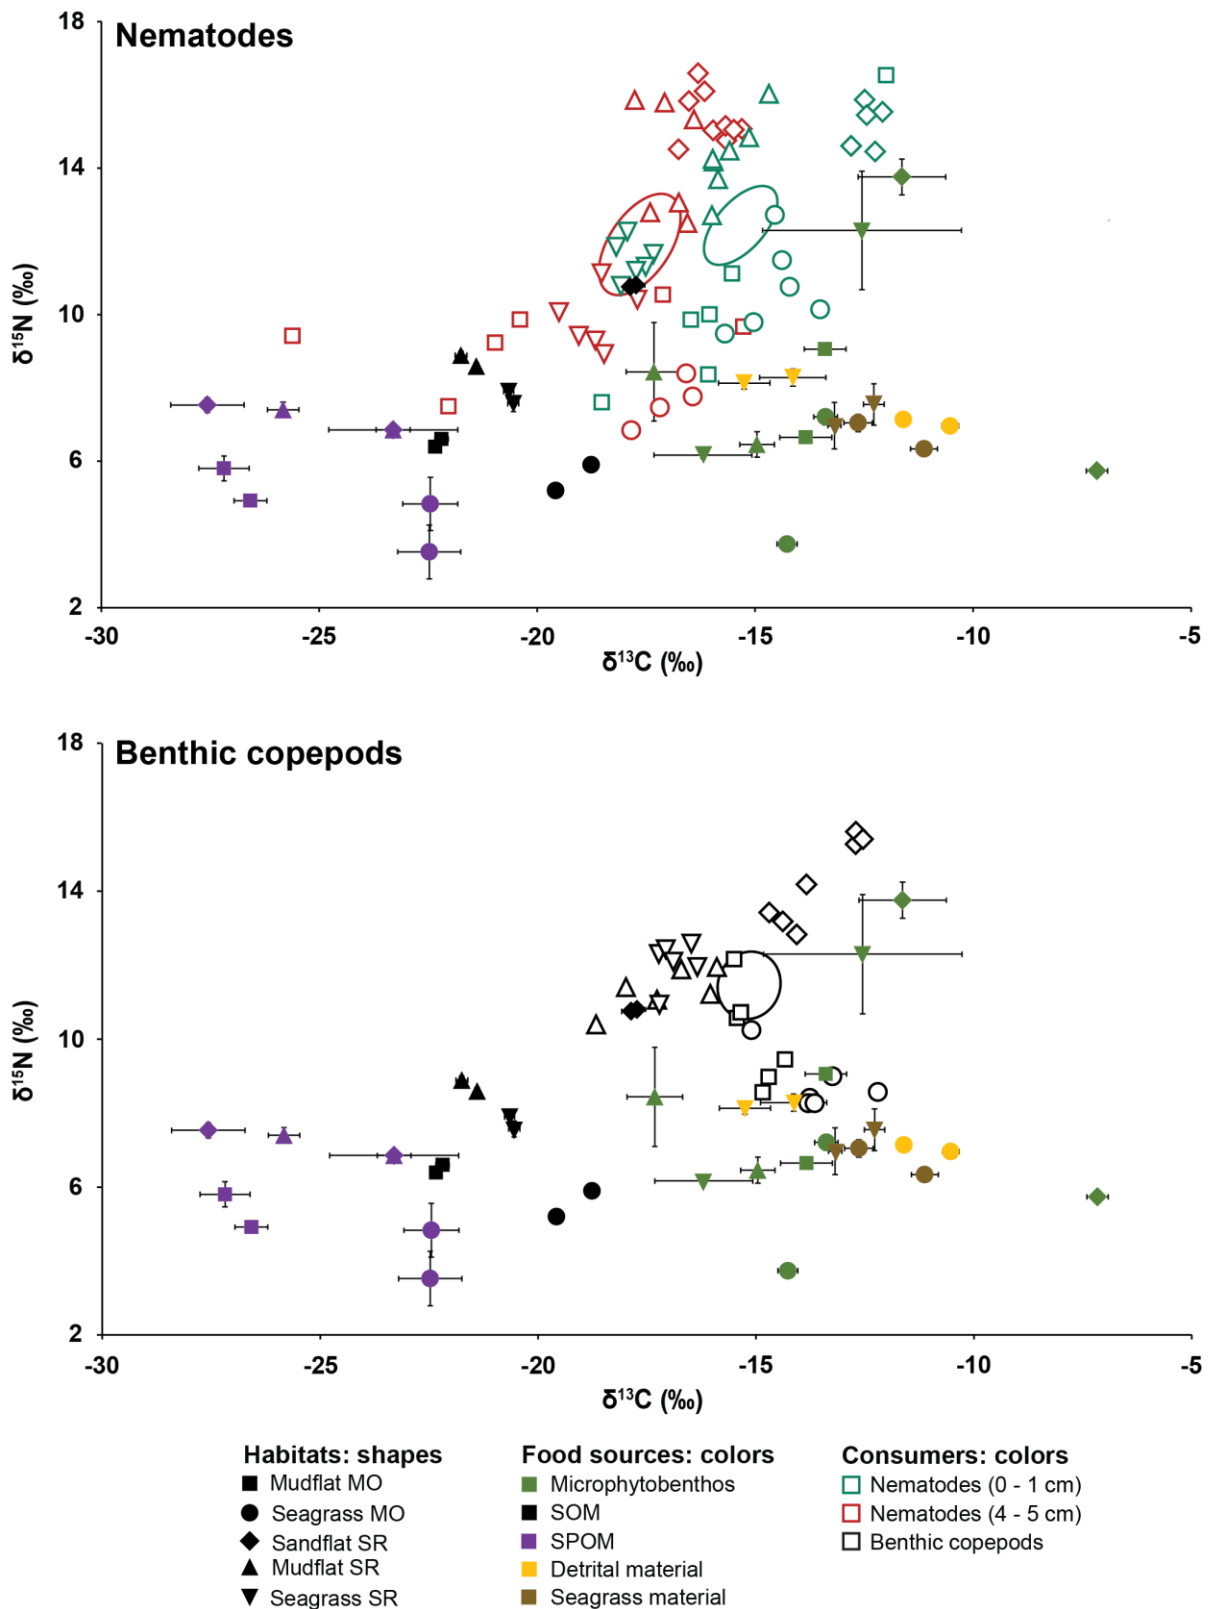 Nematodes
18
14
10
6
2
δ¹⁵N (‰)
-30 -25 -20 -15 -10 -5
δ¹³C (‰)
Benthic copepods
18
14
10
6
2
δ¹⁵N (‰)
-30 -25 -20 -15 -10 -5
δ¹³C (‰)
Habitats: shapes
Mudflat MO
Seagrass MO
Sandflat SR
Mudflat SR
Seagrass SR
Food sources: colors
Microphytobenthos
SOM
SPOM
Detrital material
Seagrass material
Consumers: colors
Nematodes (0 - 1 cm)
Nematodes (4 - 5 cm)
Benthic copepods